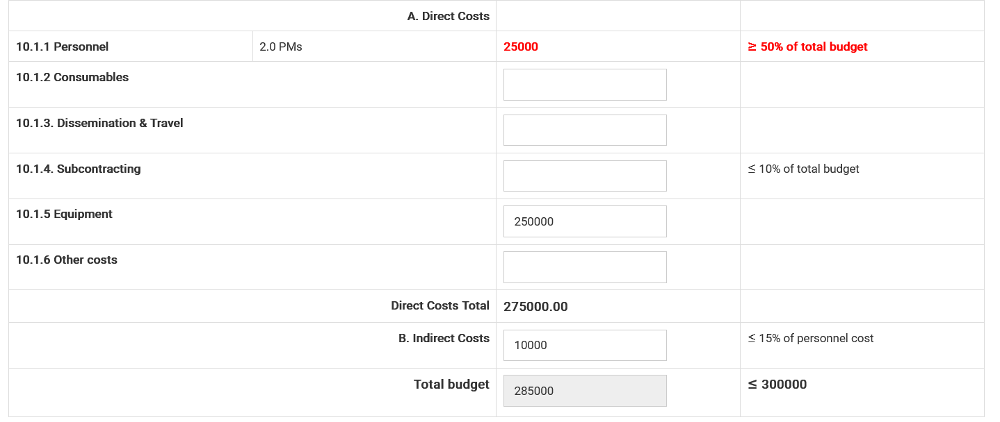 A. Direct Costs
10.1.1 Personnel 2.0 PMs 25000 ≥ 50% of total budget
10.1.2 Consumables
10.1.3. Dissemination & Travel
10.1.4. Subcontracting ≤ 10% of total budget
10.1.5 Equipment 250000
10.1.6 Other costs
Direct Costs Total 275000.00
B. Indirect Costs 10000 ≤ 15% of personnel cost
Total budget 285000 ≤ 300000